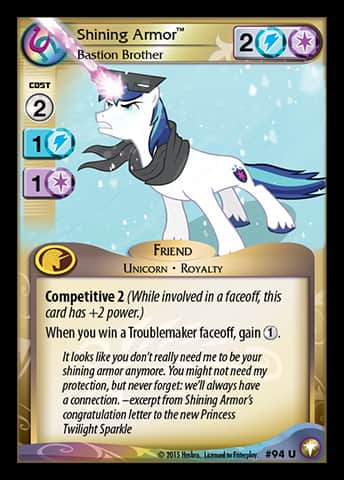 Shining Armor™
Bastion Brother
2
COST
2
1
1
FRIEND
UNICORN • ROYALTY
Competitive 2 (While involved in a faceoff, this
card has +2 power.)
When you win a Troublemaker faceoff, gain 1.
It looks like you don't really need me to be your
shining armor anymore. You might not need my
protection, but never forget: we'll always have
a connection. –excerpt from Shining Armor's
congratulation letter to the new Princess
Twilight Sparkle
© 2015 Hasbro. Licensed to Enterplay.
#94 U